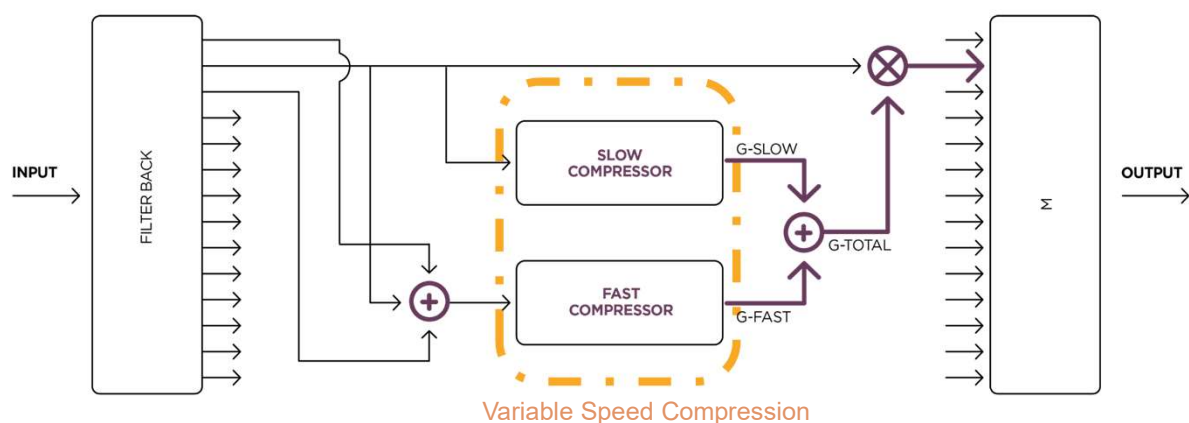 INPUT
FILTER BACK
SLOW
COMPRESSOR
G-SLOW
FAST
COMPRESSOR
G-FAST
G-TOTAL
Σ
OUTPUT
Variable Speed Compression